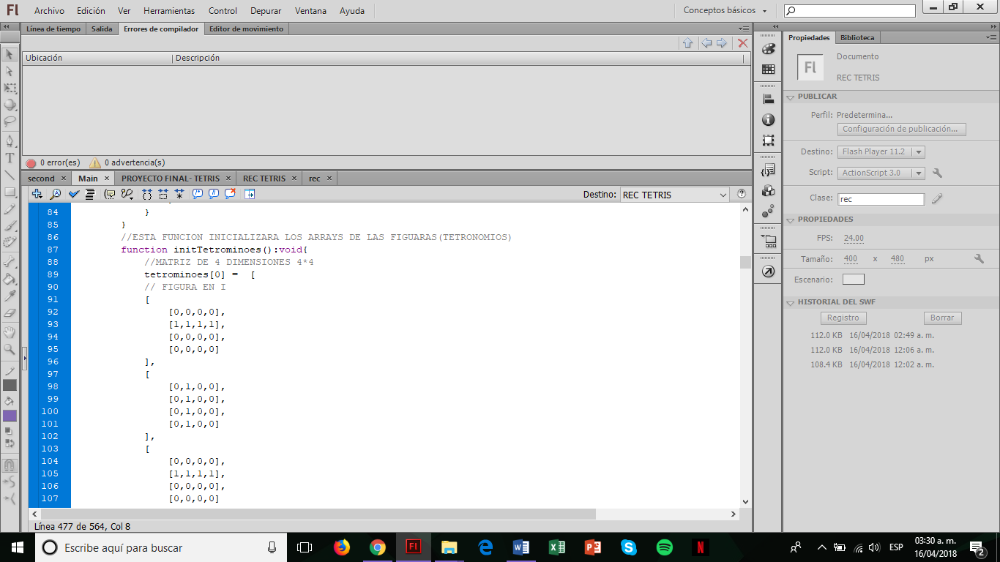 Fl Archivo Edición Ver Herramientas Control Depurar Ventana Ayuda Conceptos básicos
Línea de tiempo Salida Errores de compilador Editor de movimiento
Ubicación Descripción
0 error(es) 0 advertencia(s)
second Main PROYECTO FINAL- TETRIS REC TETRIS rec
Destino: REC TETRIS
84 }
85 }
86 //ESTA FUNCION INICIALIZARA LOS ARRAYS DE LAS FIGUARAS(TETRONOMIOS)
87 function initTetrominoes():void{
88 //MATRIZ DE 4 DIMENSIONES 4*4
89 tetrominoes[0] = [
90 // FIGURA EN I
91 [
92 [0,0,0,0],
93 [1,1,1,1],
94 [0,0,0,0],
95 [0,0,0,0]
96 ],
97 [
98 [0,1,0,0],
99 [0,1,0,0],
100 [0,1,0,0],
101 [0,1,0,0]
102 ],
103 [
104 [0,0,0,0],
105 [1,1,1,1],
106 [0,0,0,0],
107 [0,0,0,0]
Línea 477 de 564, Col 8
Propiedades Biblioteca
Fl
Documento
REC TETRIS
PUBLICAR
Perfil: Predetermina...
Configuración de publicación...
Destino: Flash Player 11.2
Script: ActionScript 3.0
Clase: rec
PROPIEDADES
FPS: 24.00
Tamaño: 400 x 480 px
Escenario:
HISTORIAL DEL SWF
Registro Borrar
112.0 KB 16/04/2018 02:49 a. m.
112.0 KB 16/04/2018 12:06 a. m.
108.4 KB 16/04/2018 12:02 a. m.
Escribe aquí para buscar
Fl
ESP
03:30 a. m.
16/04/2018
2